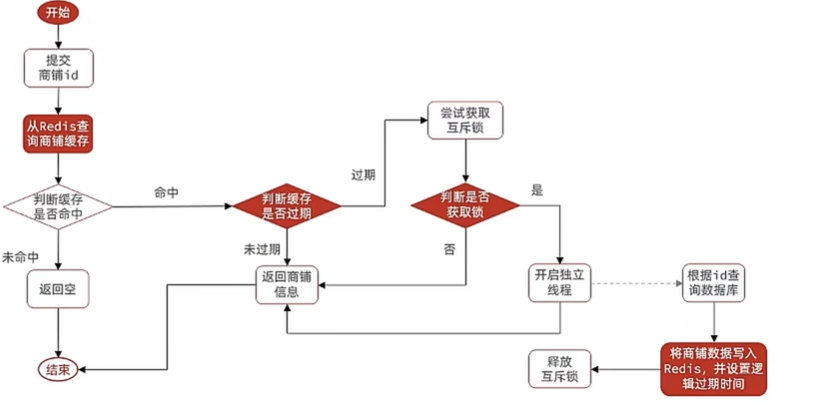 开始
提交
商铺id
从Redis查
询商铺缓存
判断缓存
是否命中
命中
未命中
返回空
结束
判断缓存
是否过期
过期
未过期
返回商铺
信息
尝试获取
互斥锁
判断是否
获取锁
是
否
开启独立
线程
根据id查
询数据库
将商铺数据写入
Redis，并设置逻
辑过期时间
释放
互斥锁